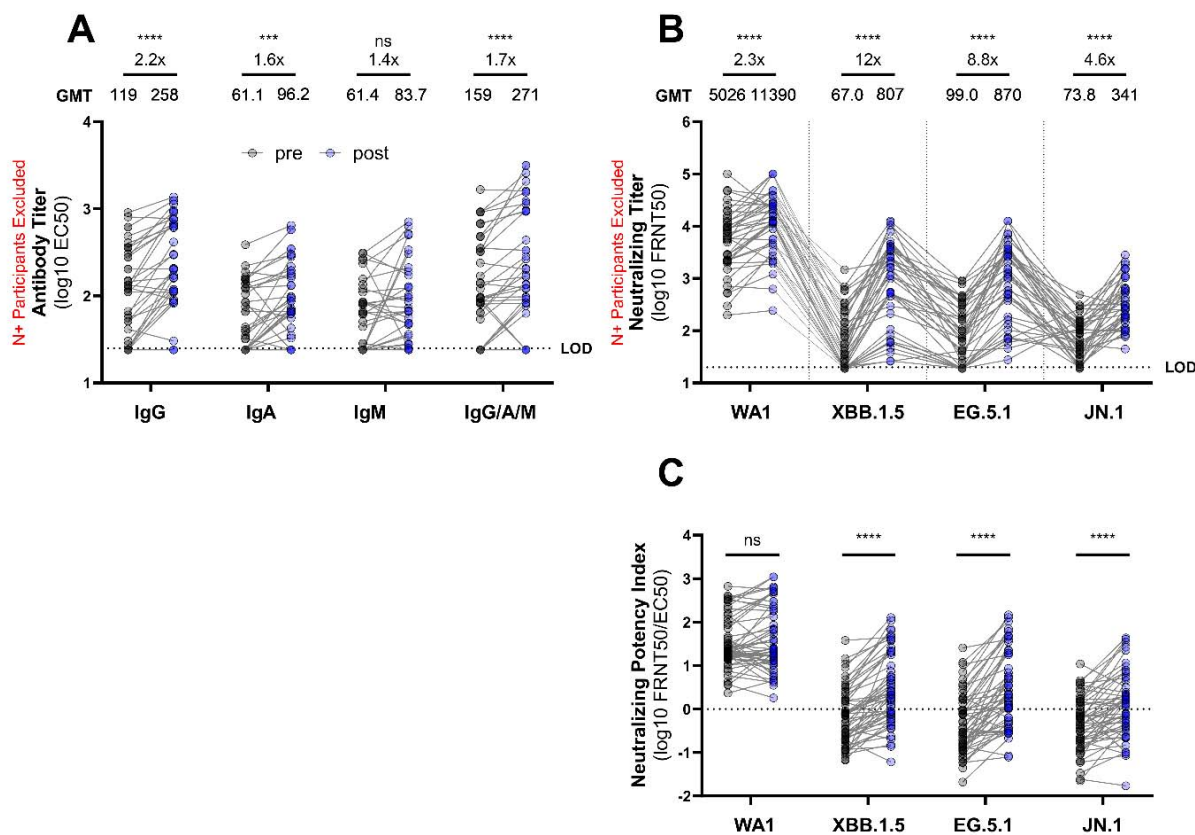 A
**** *** ns ****
2.2x 1.6x 1.4x 1.7x
GMT 119 258 61.1 96.2 61.4 83.7 159 271
N+ Participants Excluded
Antibody Titer
(log10 EC50)
4
3
2
1
pre post
LOD
IgG IgA IgM IgG/A/M
B
**** **** **** ****
2.3x 12x 8.8x 4.6x
GMT 5026 11390 67.0 807 99.0 870 73.8 341
N+ Participants Excluded
Neutralizing Titer
(log10 FRNT50)
6
5
4
3
2
1
LOD
WA1 XBB.1.5 EG.5.1 JN.1
C
ns **** **** ****
Neutralizing Potency Index
(log10 FRNT50/EC50)
4
3
2
1
0
-1
-2
WA1 XBB.1.5 EG.5.1 JN.1